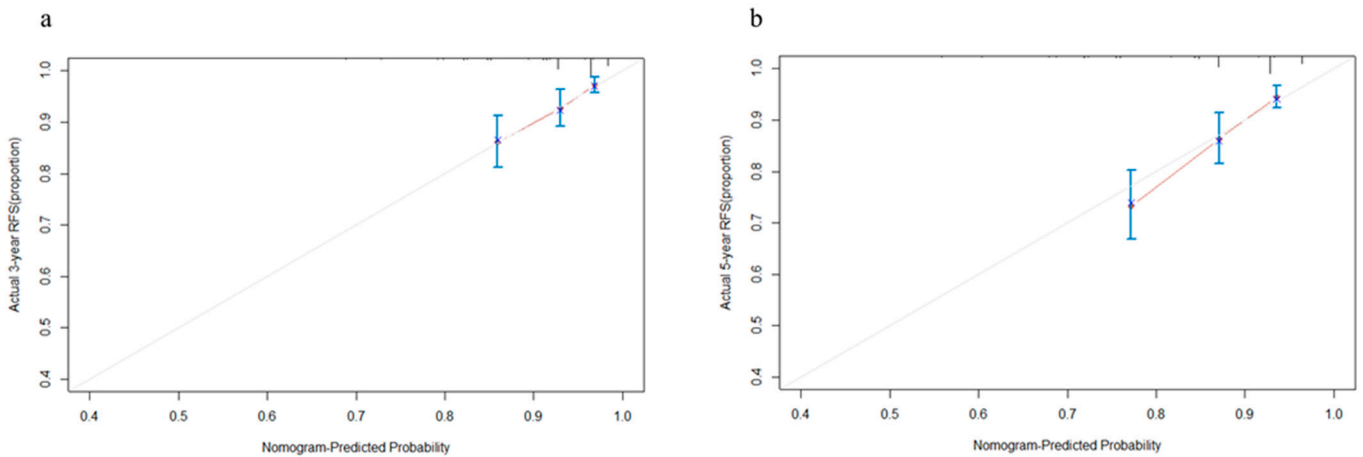 a
Actual 3-year RFS(proportion)
1.0
0.9
0.8
0.7
0.6
0.5
0.4
0.4 0.5 0.6 0.7 0.8 0.9 1.0
Nomogram-Predicted Probability
b
Actual 5-year RFS(proportion)
1.0
0.9
0.8
0.7
0.6
0.5
0.4
0.4 0.5 0.6 0.7 0.8 0.9 1.0
Nomogram-Predicted Probability